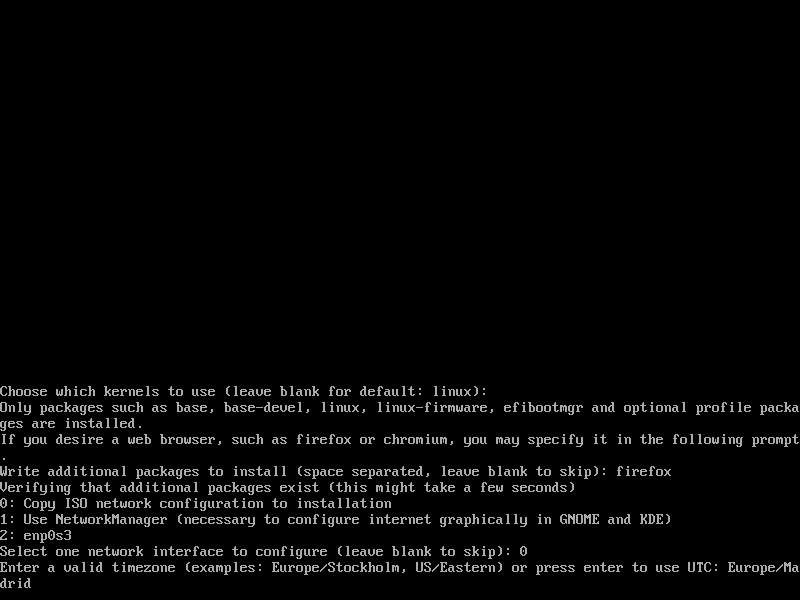 Choose which kernels to use (leave blank for default: linux):
Only packages such as base, base-devel, linux, linux-firmware, efibootmgr and optional profile packa
ges are installed.
If you desire a web browser, such as firefox or chromium, you may specify it in the following prompt
.
Write additional packages to install (space separated, leave blank to skip): firefox
Verifying that additional packages exist (this might take a few seconds)
0: Copy ISO network configuration to installation
1: Use NetworkManager (necessary to configure internet graphically in GNOME and KDE)
2: enp0s3
Select one network interface to configure (leave blank to skip): 0
Enter a valid timezone (examples: Europe/Stockholm, US/Eastern) or press enter to use UTC: Europe/Ma
drid